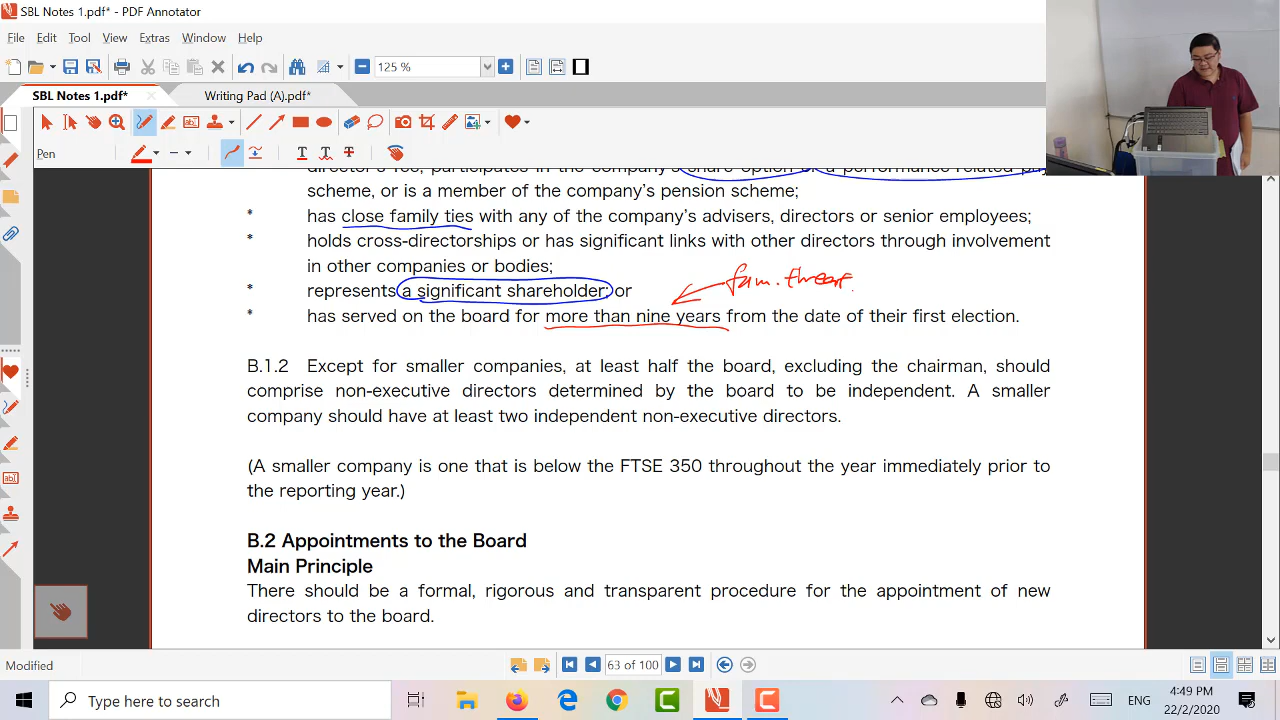 SBL Notes 1.pdf* - PDF Annotator
File Edit Tool View Extras Window Help
125 %
SBL Notes 1.pdf*
Writing Pad (A).pdf*
Pen
scheme, or is a member of the company's pension scheme;
* has close family ties with any of the company's advisers, directors or senior employees;
* holds cross-directorships or has significant links with other directors through involvement
in other companies or bodies;
* represents a significant shareholder; or
fam. threat
* has served on the board for more than nine years from the date of their first election.
B.1.2 Except for smaller companies, at least half the board, excluding the chairman, should
comprise non-executive directors determined by the board to be independent. A smaller
company should have at least two independent non-executive directors.
(A smaller company is one that is below the FTSE 350 throughout the year immediately prior to
the reporting year.)
B.2 Appointments to the Board
Main Principle
There should be a formal, rigorous and transparent procedure for the appointment of new
directors to the board.
Modified
63 of 100
Type here to search
ENG
4:49 PM
22/2/2020